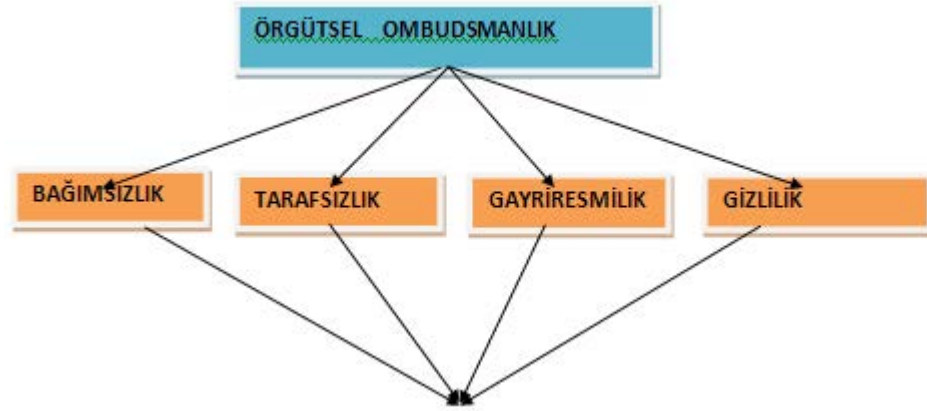 ÖRGÜTSEL OMBUDSMANLIK
BAĞIMSIZLIK
TARAFSIZLIK
GAYRİRESMİLİK
GİZLİLİK